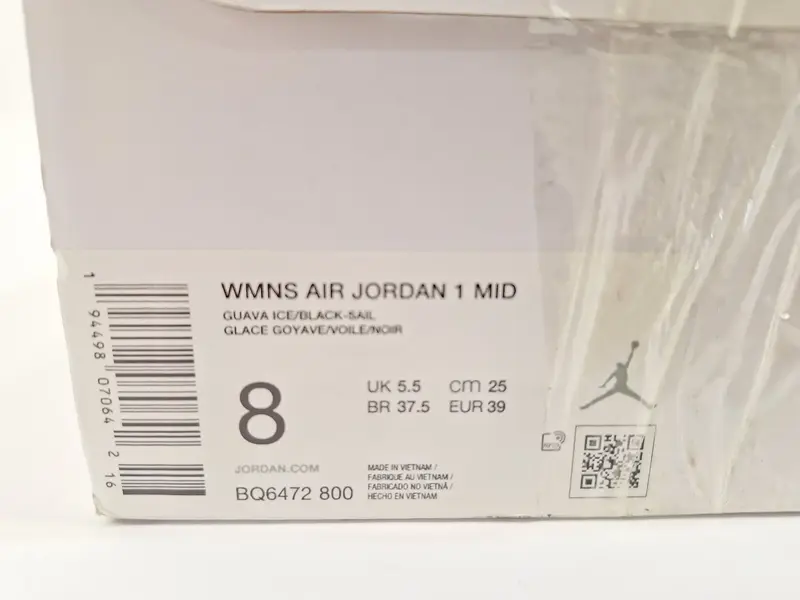 WMNS AIR JORDAN 1 MID
GUAVA ICE/BLACK-SAIL
GLACE GOYAVE/VOILE/NOIR
8
UK 5.5 cm 25
BR 37.5 EUR 39
JORDAN.COM
BQ6472 800
MADE IN VIETNAM /
FABRIQUE AU VIETNAM /
FABRICADO NO VIETNÃ /
HECHO EN VIETNAM
1 94498 07064 2 16
RFID